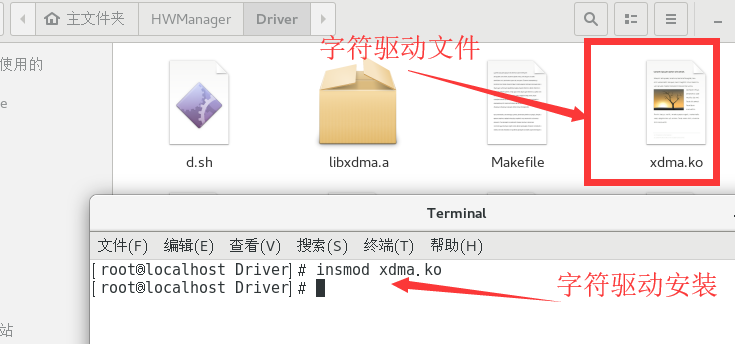 主文件夹 HWManager Driver
字符驱动文件
使用的
e
d.sh libxdma.a Makefile xdma.ko
Terminal
文件(F) 编辑(E) 查看(V) 搜索(S) 终端(T) 帮助(H)
[root@localhost Driver]# insmod xdma.ko
[root@localhost Driver]#
字符驱动安装
站